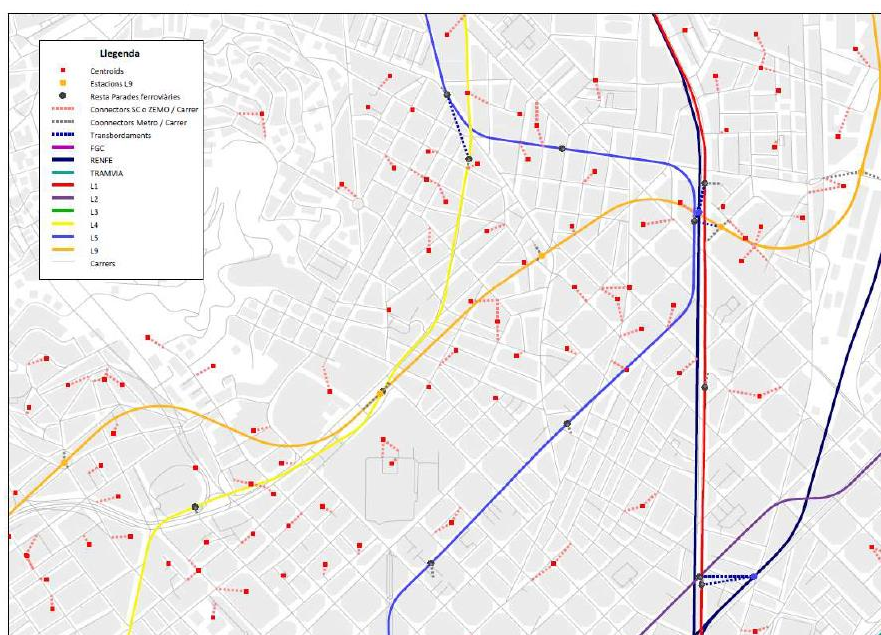 Llegenda
Centroids
Estacions L9
Resta Parades ferroviàries
Connectors SC o ZEMO / Carrer
Coonnectors Metro / Carrer
Transbordaments
FGC
RENFE
TRAMVIA
L1
L2
L3
L4
L5
L9
Carrers